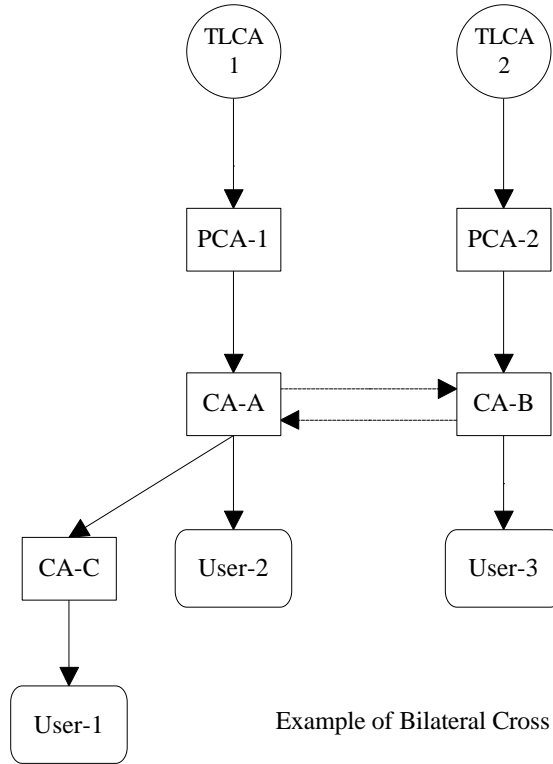 TLCA
1
TLCA
2
PCA-1
PCA-2
CA-A
CA-B
CA-C
User-2
User-3
User-1
Example of Bilateral Cross